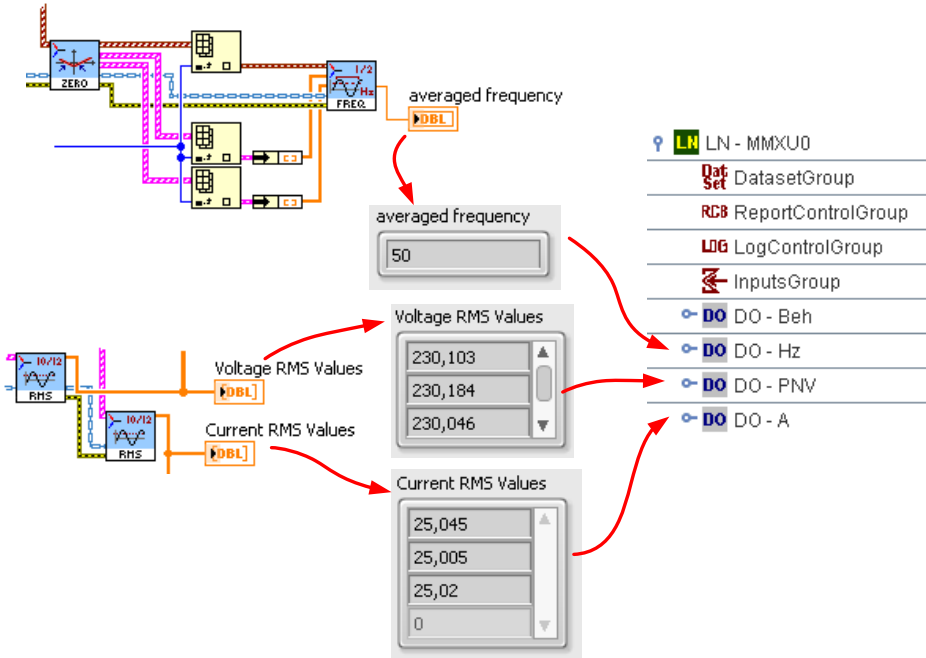 ZERO
1/2
Hz
FREQ
averaged frequency
DBL
averaged frequency
50
10/12
RMS
10/12
RMS
Voltage RMS Values
DBL
Current RMS Values
DBL
Voltage RMS Values
230,103
230,184
230,046
Current RMS Values
25,045
25,005
25,02
0
LN LN - MMXU0
Dat Set DatasetGroup
RCB ReportControlGroup
LOG LogControlGroup
InputsGroup
DO DO - Beh
DO DO - Hz
DO DO - PNV
DO DO - A